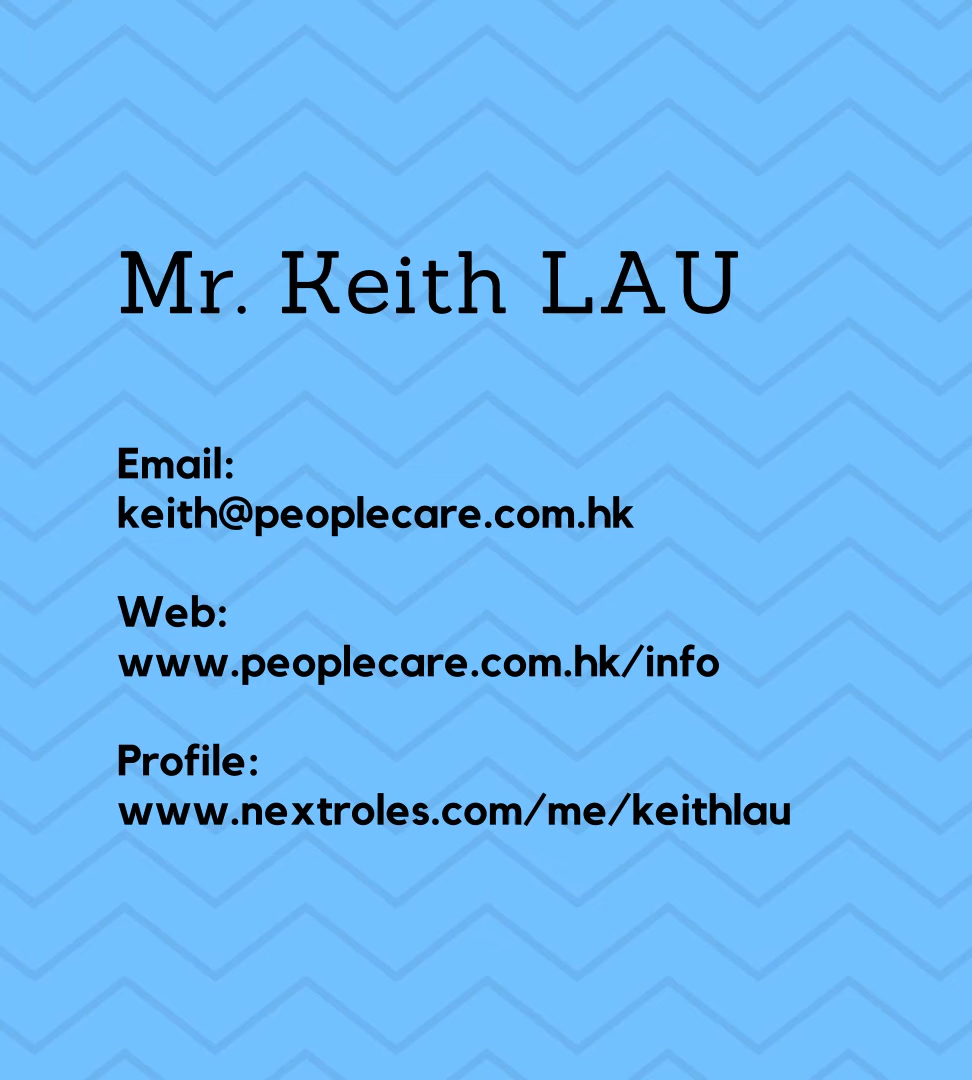 Mr. Keith LAU
Email:
keith@peoplecare.com.hk
Web:
www.peoplecare.com.hk/info
Profile:
www.nextroles.com/me/keithlau